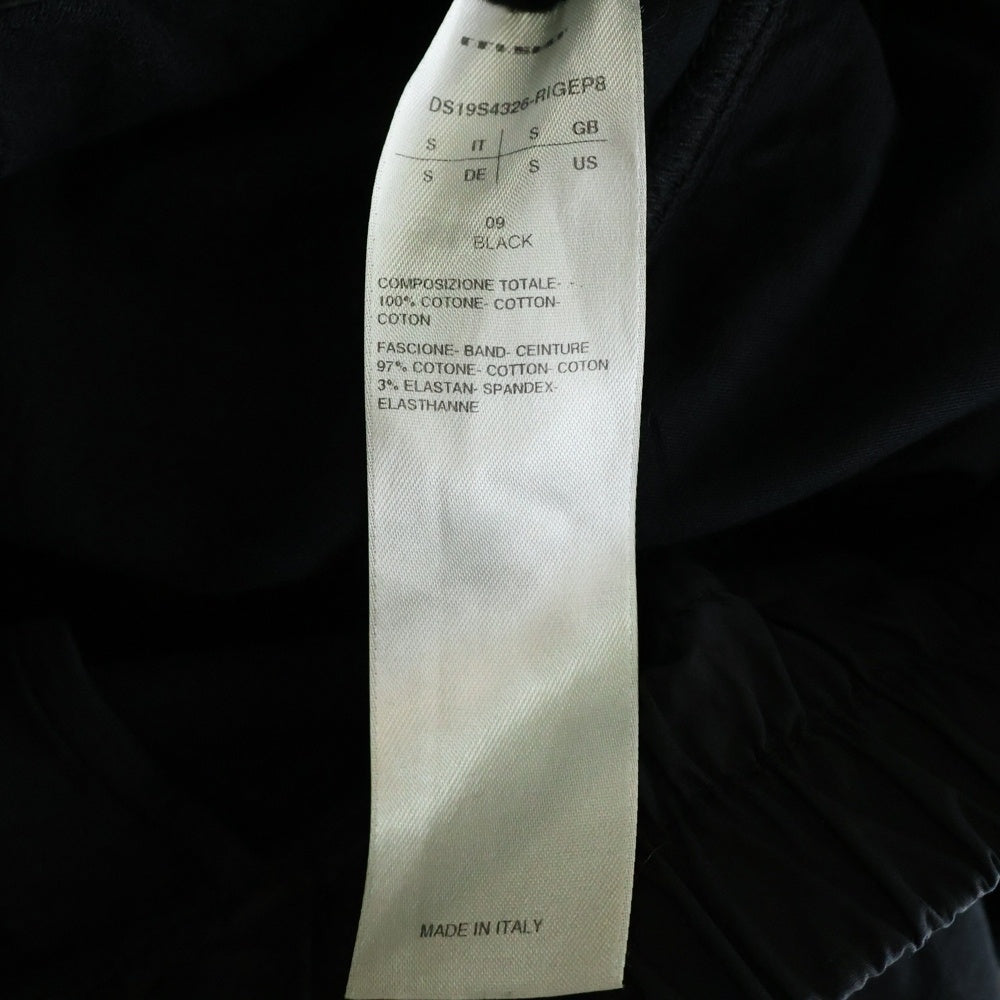 DS19S4326-RIGEP8
S IT S GB
S DE S US
09
BLACK
COMPOSIZIONE TOTALE- - -
100% COTONE- COTTON-
COTON
FASCIONE- BAND- CEINTURE
97% COTONE- COTTON- COTON
3% ELASTAN- SPANDEX-
ELASTHANNE
MADE IN ITALY